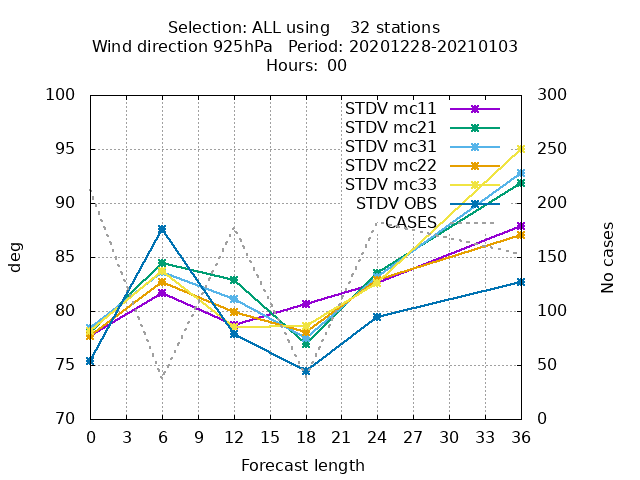 Selection: ALL using    32 stations
Wind direction 925hPa   Period: 20201228-20210103
Hours: 00
100
95
90
85
80
75
70
300
250
200
150
100
50
0
deg
No cases
STDV mc11
STDV mc21
STDV mc31
STDV mc22
STDV mc33
STDV OBS
CASES
0 3 6 9 12 15 18 21 24 27 30 33 36
Forecast length